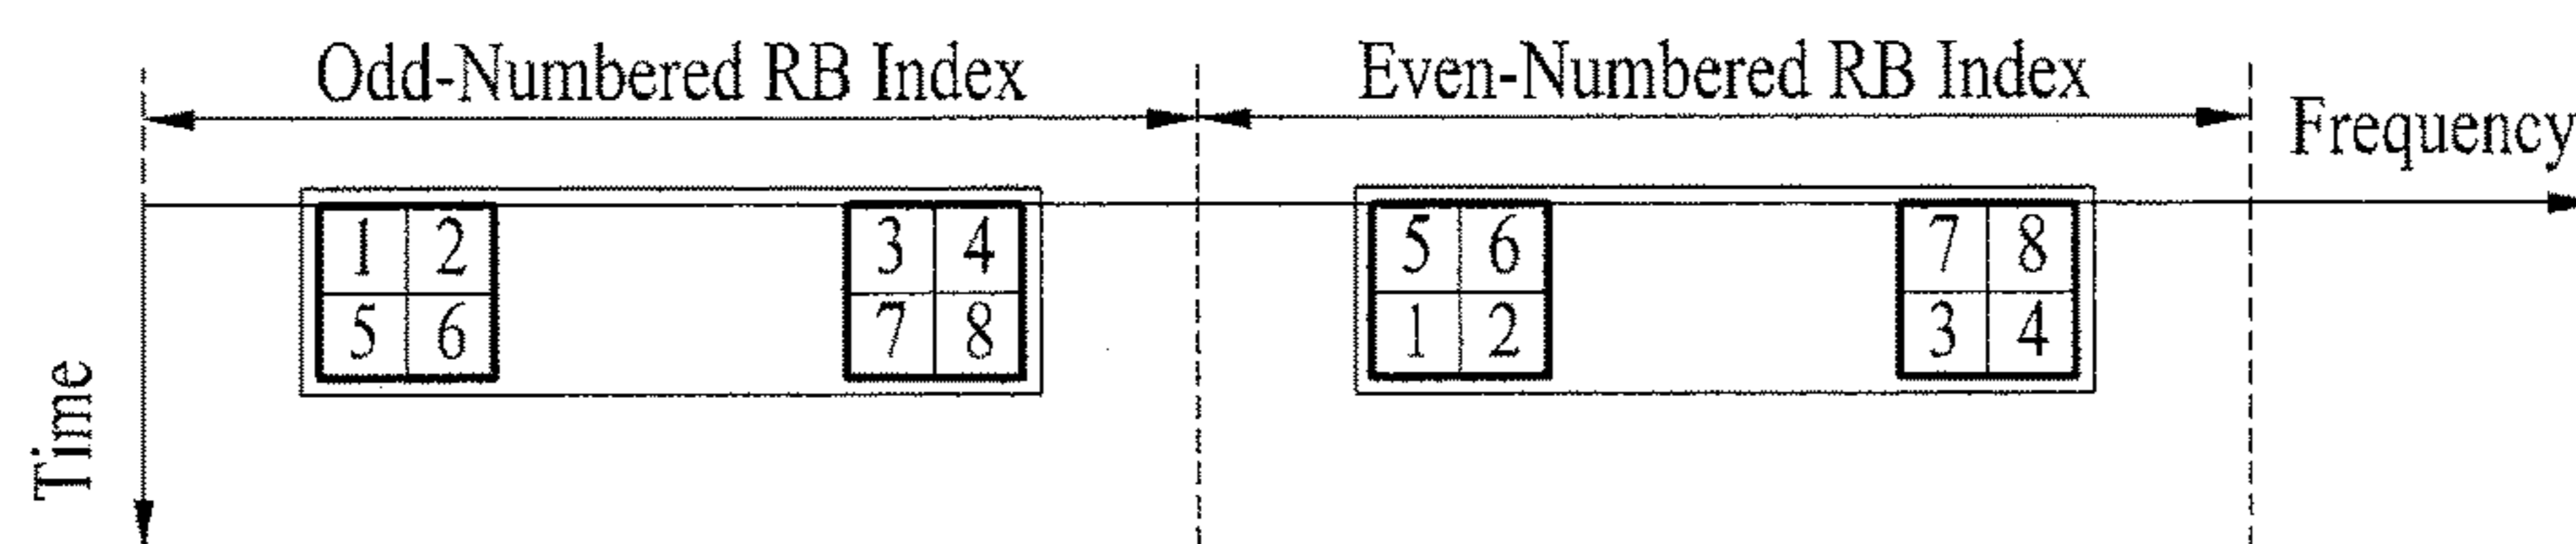 Odd-Numbered RB Index Even-Numbered RB Index
Frequency
1 2 3 4 5 6 7 8
5 6 7 8 1 2 3 4
Time